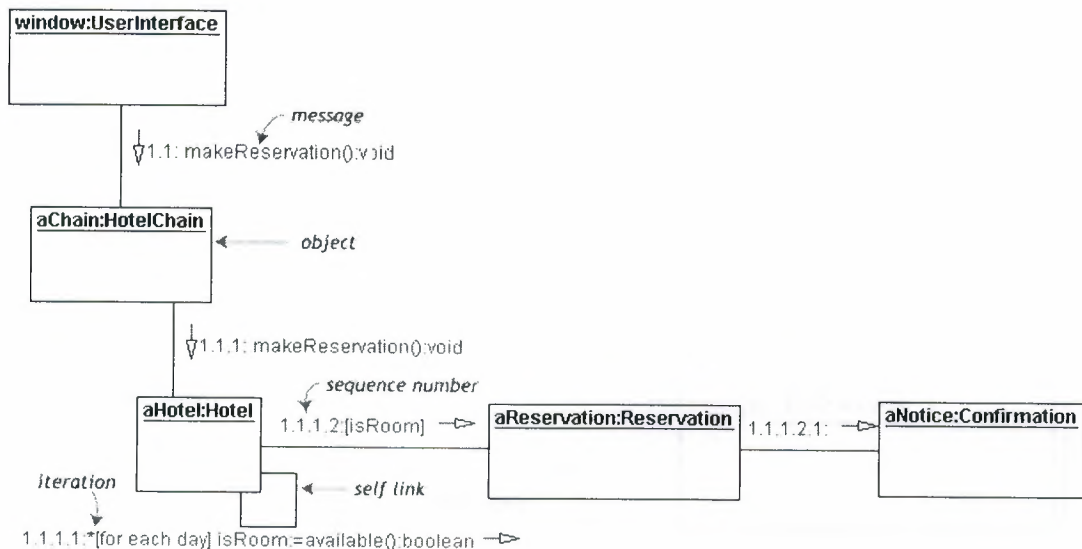 window:UserInterface
message
1.1: makeReservation():void
aChain:HotelChain
object
1.1.1: makeReservation():void
sequence number
aHotel:Hotel
1.1.1.2:[isRoom]
aReservation:Reservation
1.1.1.2.1:
aNotice:Confirmation
iteration
self link
1.1.1.1:*[for each day] isRoom:=available():boolean